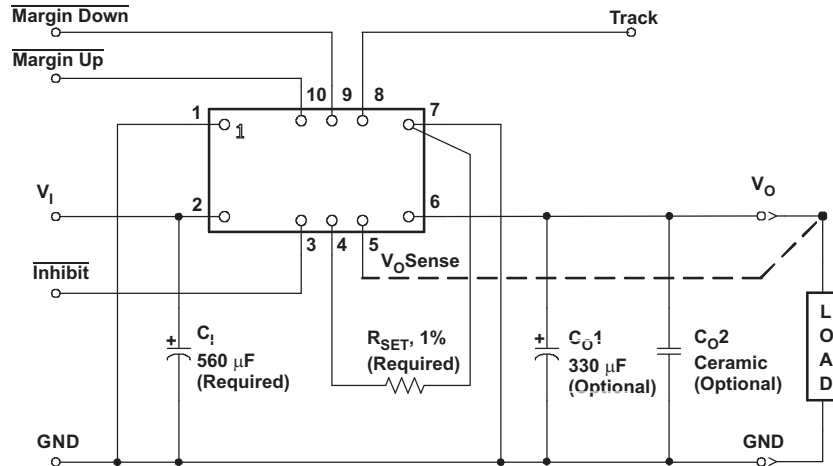 Margin Down
Track
Margin Up
10 9 8
1 7
1
V_I
2 6
V_O
3 4 5
V_OSense
Inhibit
C_I
560 μF
(Required)
R_SET, 1%
(Required)
C_O1
330 μF
(Optional)
C_O2
Ceramic
(Optional)
L
O
A
D
GND
GND